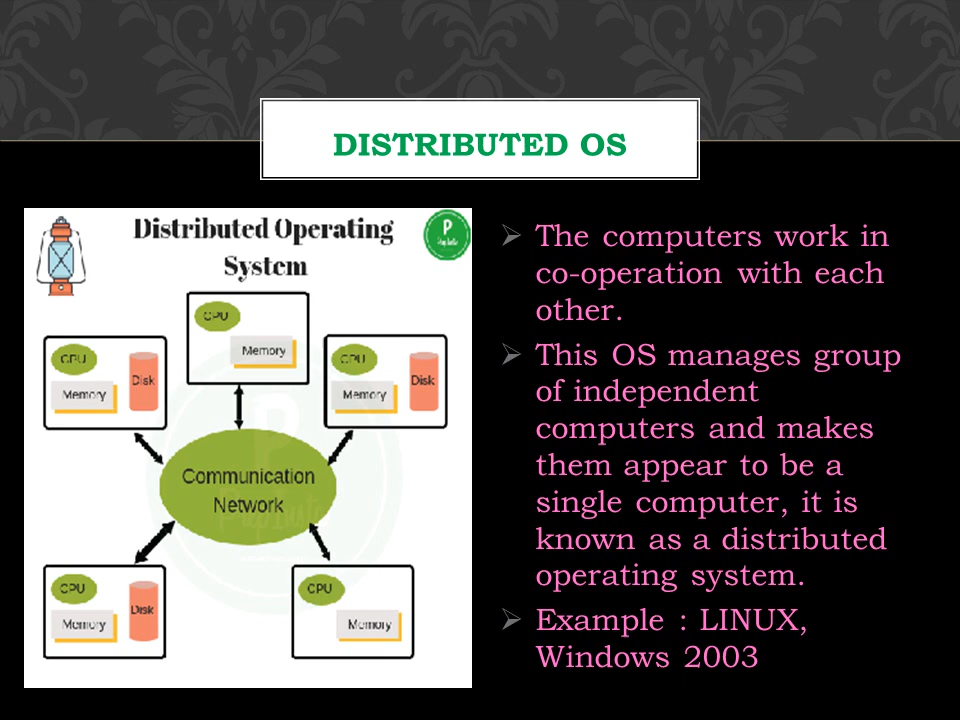 DISTRIBUTED OS
Distributed Operating
System
P
CPU
Memory
CPU
Memory
Disk
CPU
Memory
Disk
Communication
Network
CPU
Memory
Disk
CPU
Memory
The computers work in
co-operation with each
other.
This OS manages group
of independent
computers and makes
them appear to be a
single computer, it is
known as a distributed
operating system.
Example : LINUX,
Windows 2003